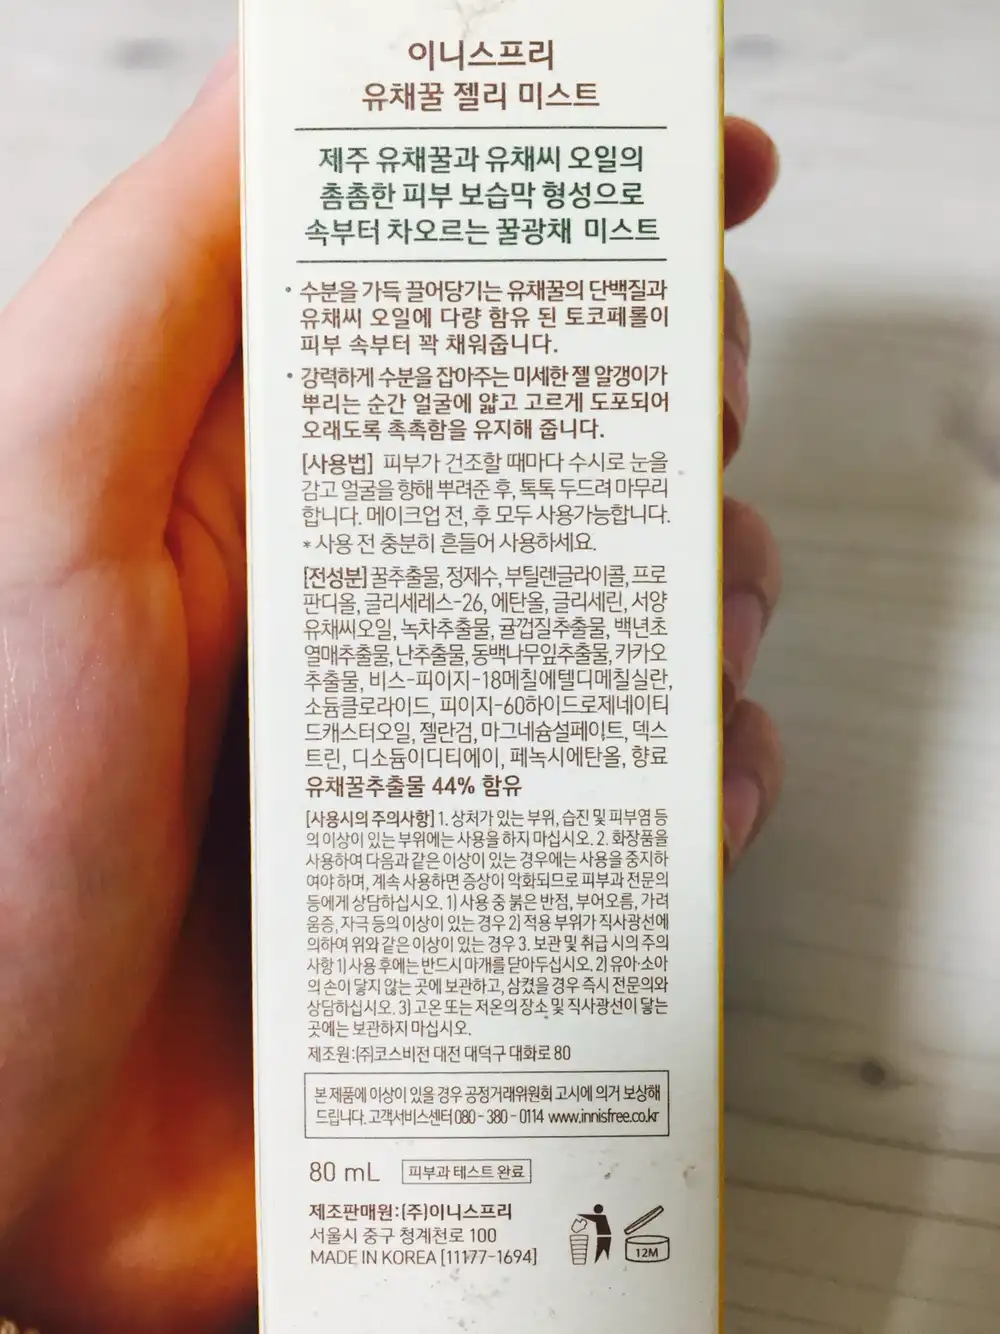 이니스프리
유채꿀 젤리 미스트
제주 유채꿀과 유채씨 오일의
촘촘한 피부 보습막 형성으로
속부터 차오르는 꿀광채 미스트
• 수분을 가득 끌어당기는 유채꿀의 단백질과
유채씨 오일에 다량 함유 된 토코페롤이
피부 속부터 꽉 채워줍니다.
• 강력하게 수분을 잡아주는 미세한 젤 알갱이가
뿌리는 순간 얼굴에 얇고 고르게 도포되어
오래도록 촉촉함을 유지해 줍니다.
[사용법] 피부가 건조할 때마다 수시로 눈을
감고 얼굴을 향해 뿌려준 후, 톡톡 두드려 마무리
합니다. 메이크업 전, 후 모두 사용가능합니다.
* 사용 전 충분히 흔들어 사용하세요.
[전성분] 꿀추출물, 정제수, 부틸렌글라이콜, 프로
판디올, 글리세레스-26, 에탄올, 글리세린, 서양
유채씨오일, 녹차추출물, 귤껍질추출물, 백년초
열매추출물, 난추출물, 동백나무잎추출물, 카카오
추출물, 비스-피이지-18메칠에텔디메칠실란,
소듐클로라이드, 피이지-60하이드로제네이티
드캐스터오일, 젤란검, 마그네슘설페이트, 덱스
트린, 디소듐이디티에이, 페녹시에탄올, 향료
유채꿀추출물 44% 함유
[사용시의 주의사항] 1. 상처가 있는 부위, 습진 및 피부염 등
의 이상이 있는 부위에는 사용을 하지 마십시오. 2. 화장품을
사용하여 다음과 같은 이상이 있는 경우에는 사용을 중지하
여야 하며, 계속 사용하면 증상이 악화되므로 피부과 전문의
등에게 상담하십시오. 1) 사용 중 붉은 반점, 부어오름, 가려
움증, 자극 등의 이상이 있는 경우 2) 적용 부위가 직사광선에
의하여 위와 같은 이상이 있는 경우 3. 보관 및 취급 시의 주의
사항 1) 사용 후에는 반드시 마개를 닫아두십시오. 2) 유아·소아
의 손이 닿지 않는 곳에 보관하고, 삼켰을 경우 즉시 전문의와
상담하십시오. 3) 고온 또는 저온의 장소 및 직사광선이 닿는
곳에는 보관하지 마십시오.
제조원:(주)코스비전 대전 대덕구 대화로 80
본 제품에 이상이 있을 경우 공정거래위원회 고시에 의거 보상해
드립니다. 고객서비스센터 080-380-0114 www.innisfree.co.kr
80 mL 피부과 테스트 완료
제조판매원:(주)이니스프리
서울시 중구 청계천로 100
MADE IN KOREA [11177-1694]
12M